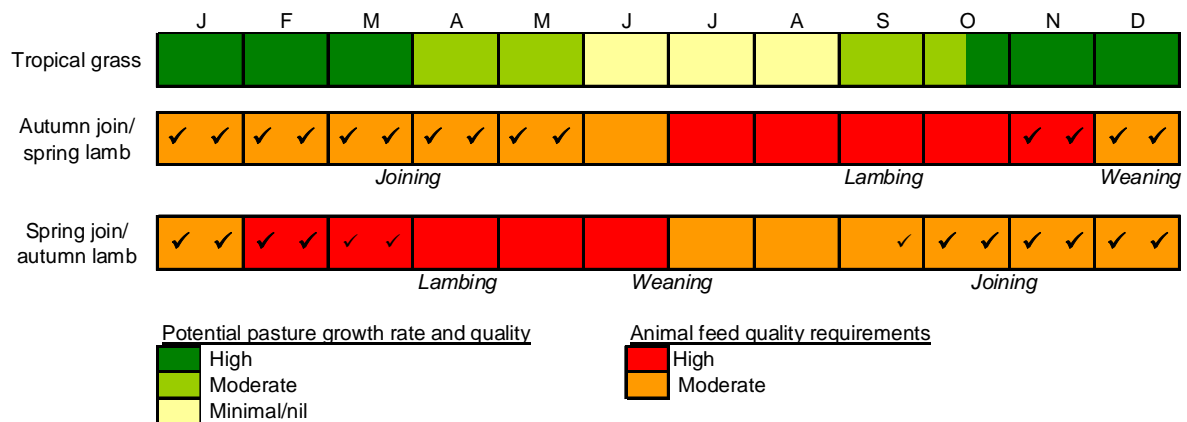 J F M A M J J A S O N D
Tropical grass
Autumn join/
spring lamb
✓ ✓ ✓ ✓ ✓ ✓ ✓ ✓ ✓ ✓ ✓ ✓ ✓ ✓
Joining Lambing Weaning
Spring join/
autumn lamb
✓ ✓ ✓ ✓ ✓ ✓ ✓ ✓ ✓ ✓ ✓ ✓ ✓
Lambing Weaning Joining
Potential pasture growth rate and quality Animal feed quality requirements
High High
Moderate Moderate
Minimal/nil